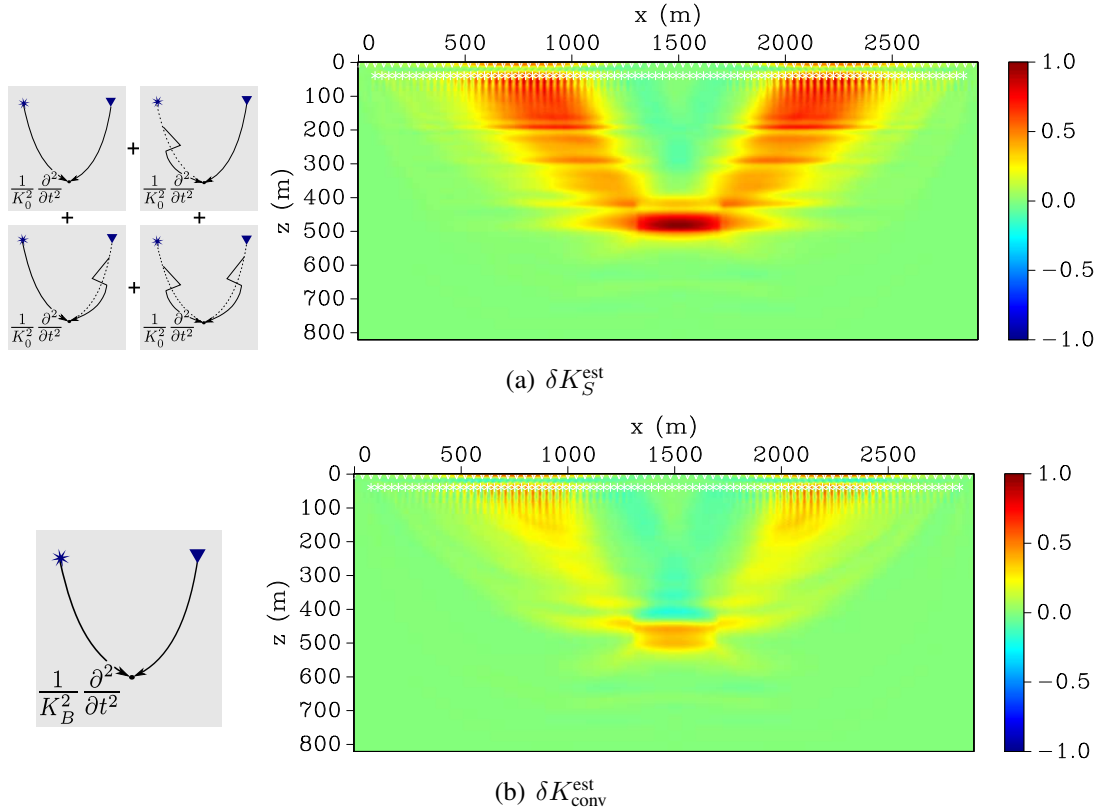 x (m)
0 500 1000 1500 2000 2500
0
100
200
300
400
500
600
700
800
z (m)
1.0
0.5
0.0
−0.5
−1.0
+
+ +
+
1/K_0^2 ∂^2/∂t^2
1/K_0^2 ∂^2/∂t^2
1/K_0^2 ∂^2/∂t^2
1/K_0^2 ∂^2/∂t^2
(a) δK_S^est
x (m)
0 500 1000 1500 2000 2500
0
100
200
300
400
500
600
700
800
z (m)
1.0
0.5
0.0
−0.5
−1.0
1/K_B^2 ∂^2/∂t^2
(b) δK_conv^est